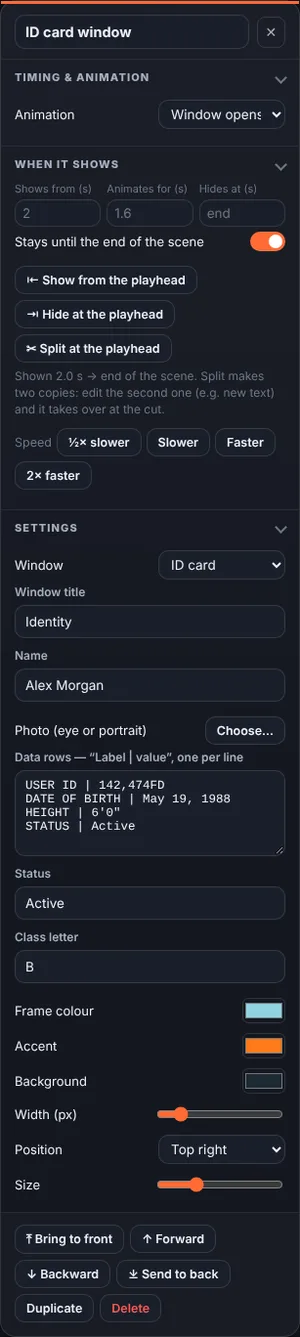 ID card window
TIMING & ANIMATION
Animation
Window opens
WHEN IT SHOWS
Shows from (s) Animates for (s) Hides at (s)
2 1.6 end
Stays until the end of the scene
⇤ Show from the playhead
⇥ Hide at the playhead
✂ Split at the playhead
Shown 2.0 s → end of the scene. Split makes
two copies: edit the second one (e.g. new text)
and it takes over at the cut.
Speed ½× slower Slower Faster
2× faster
SETTINGS
Window ID card
Window title
Identity
Name
Alex Morgan
Photo (eye or portrait) Choose...
Data rows — “Label | value”, one per line
USER ID | 142,474FD
DATE OF BIRTH | May 19, 1988
HEIGHT | 6'0"
STATUS | Active
Status
Active
Class letter
B
Frame colour
Accent
Background
Width (px)
Position Top right
Size
⤒ Bring to front ↑ Forward
↓ Backward ⤓ Send to back
Duplicate Delete